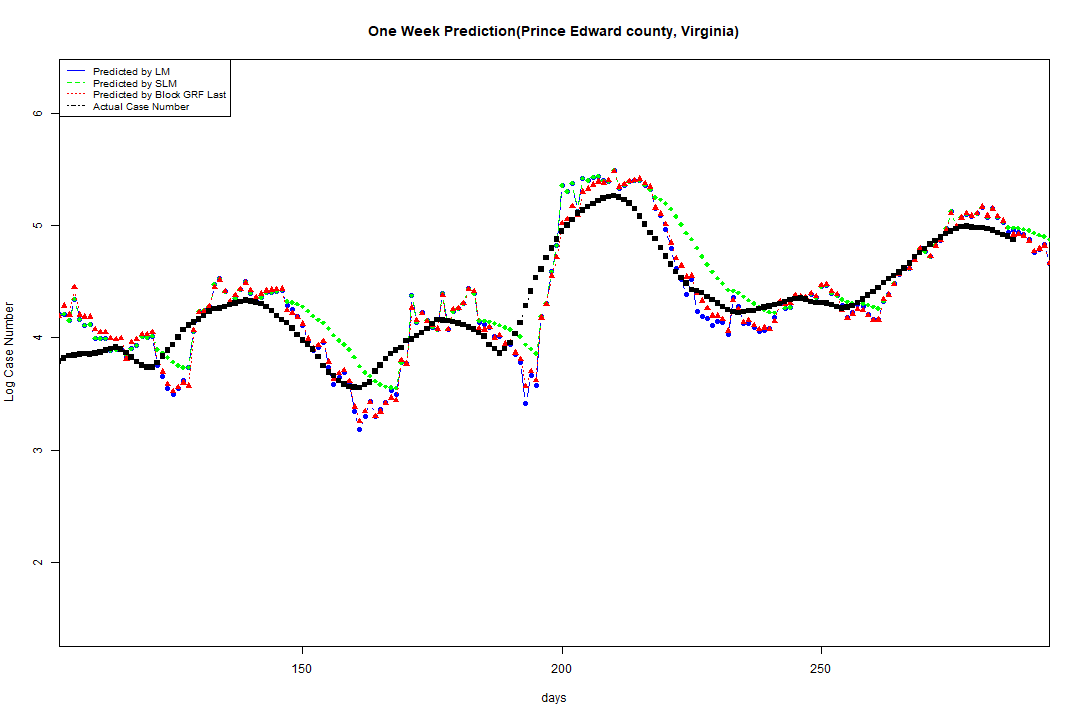 One Week Prediction(Prince Edward county, Virginia)
Predicted by LM
Predicted by SLM
Predicted by Block GRF Last
Actual Case Number
6
5
4
3
2
Log Case Number
150
200
250
days